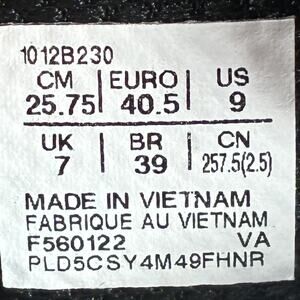 1012B230
CM | EURO | US
25.75 | 40.5 | 9
UK | BR | CN
7 | 39 | 257.5(2.5)
MADE IN VIETNAM
FABRIQUE AU VIETNAM
F560122 VA
PLD5CSY4M49FHNR